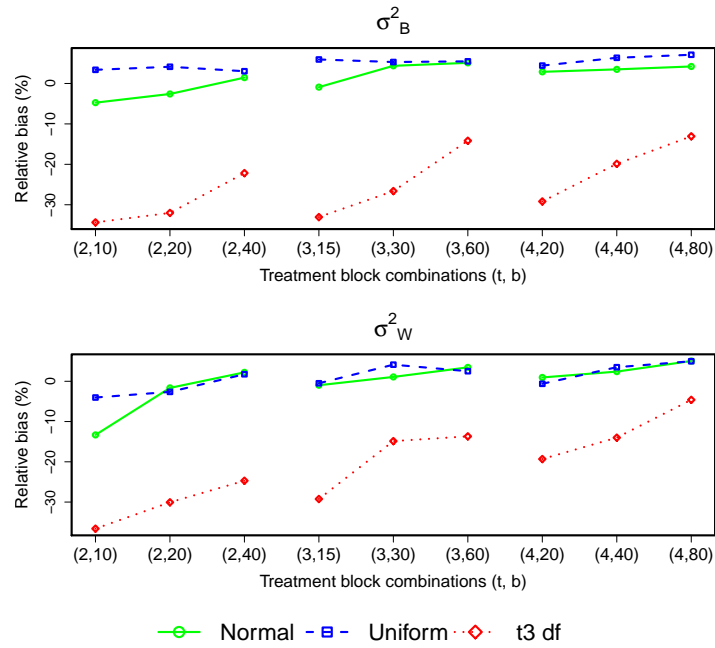 σ²B
Relative bias (%)
0
−10
−20
−30
(2,10) (2,20) (2,40) (3,15) (3,30) (3,60) (4,20) (4,40) (4,80)
Treatment block combinations (t, b)
σ²W
Relative bias (%)
0
−10
−20
−30
(2,10) (2,20) (2,40) (3,15) (3,30) (3,60) (4,20) (4,40) (4,80)
Treatment block combinations (t, b)
Normal Uniform t3 df